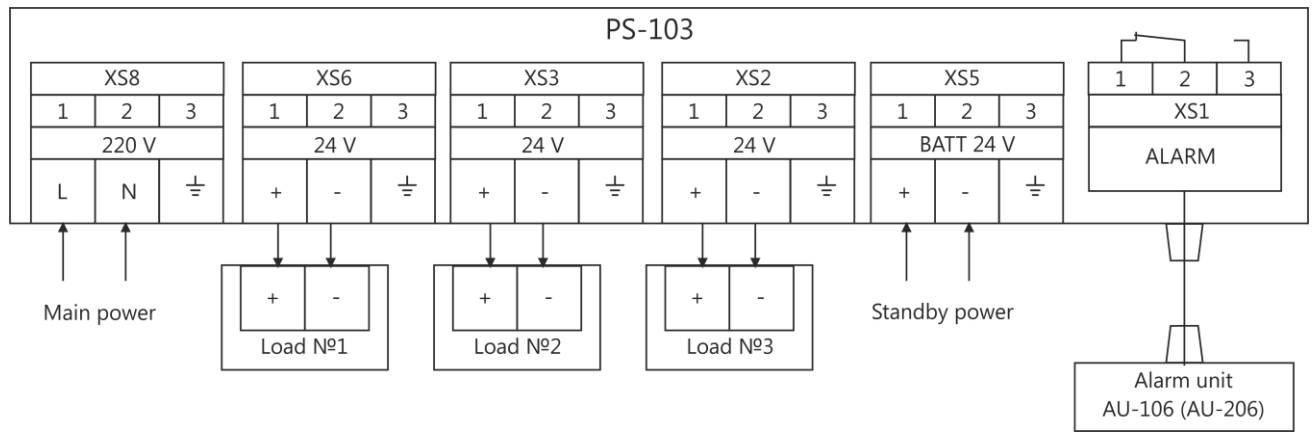 PS-103
XS8 XS6 XS3 XS2 XS5 1 2 3
1 2 3 1 2 3 1 2 3 1 2 3 1 2 3 XS1
220 V 24 V 24 V 24 V BATT 24 V ALARM
L N + - + - + - + -
Main power + - + - + - Standby power
Load №1 Load №2 Load №3
Alarm unit
AU-106 (AU-206)